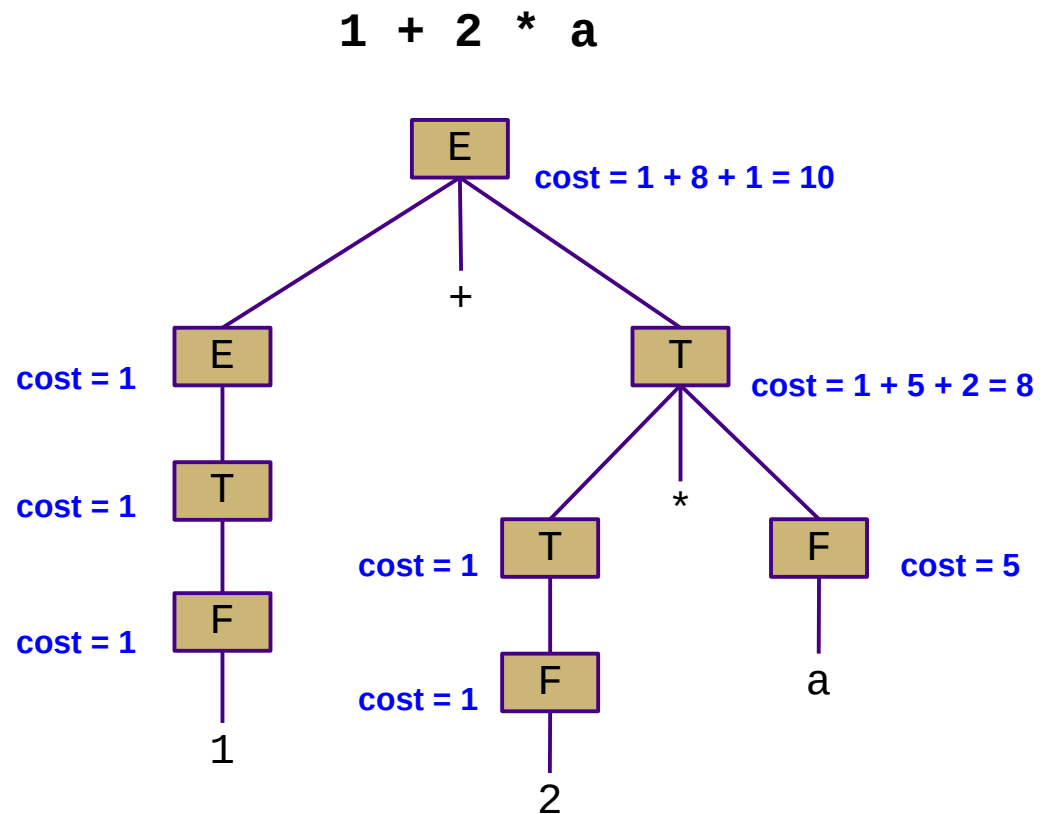 1 + 2 * a
E
cost = 1 + 8 + 1 = 10
+
E
T
cost = 1
cost = 1 + 5 + 2 = 8
T
cost = 1
*
T
F
cost = 1
cost = 5
F
cost = 1
F
cost = 1
a
1
2